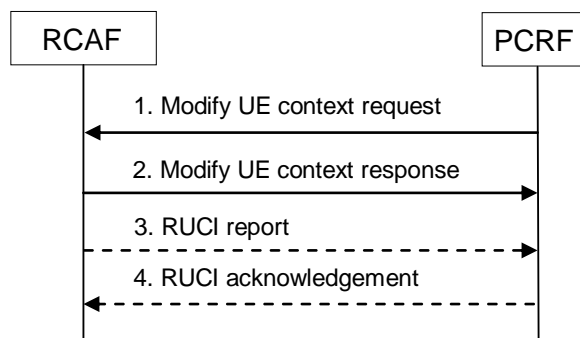 RCAF
PCRF
1. Modify UE context request
2. Modify UE context response
3. RUCI report
4. RUCI acknowledgement